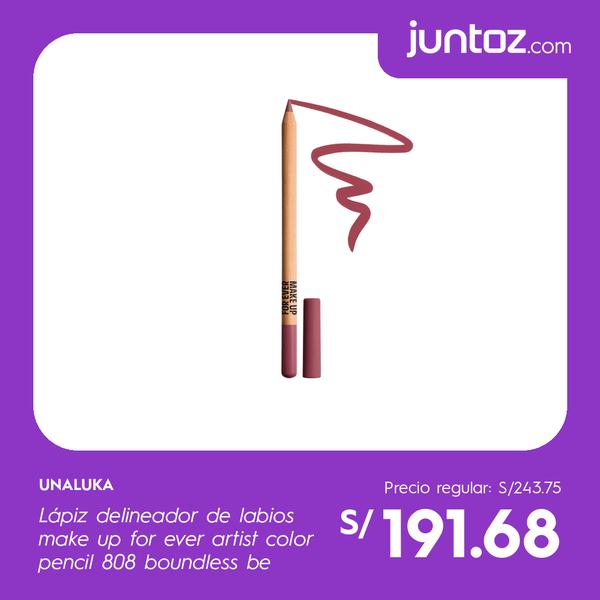 juntoz.com
MAKE UP
FOR EVER
UNALUKA
Lápiz delineador de labios
make up for ever artist color
pencil 808 boundless be
Precio regular: S/243.75
S/191.68